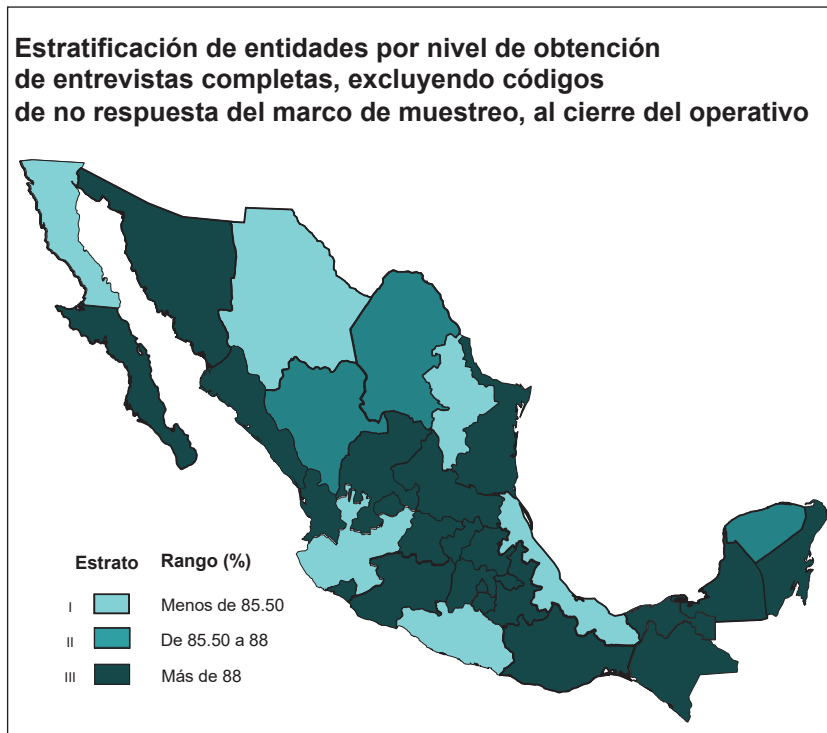 Estratificación de entidades por nivel de obtención
de entrevistas completas, excluyendo códigos
de no respuesta del marco de muestreo, al cierre del operativo
Estrato Rango (%)
I Menos de 85.50
II De 85.50 a 88
III Más de 88